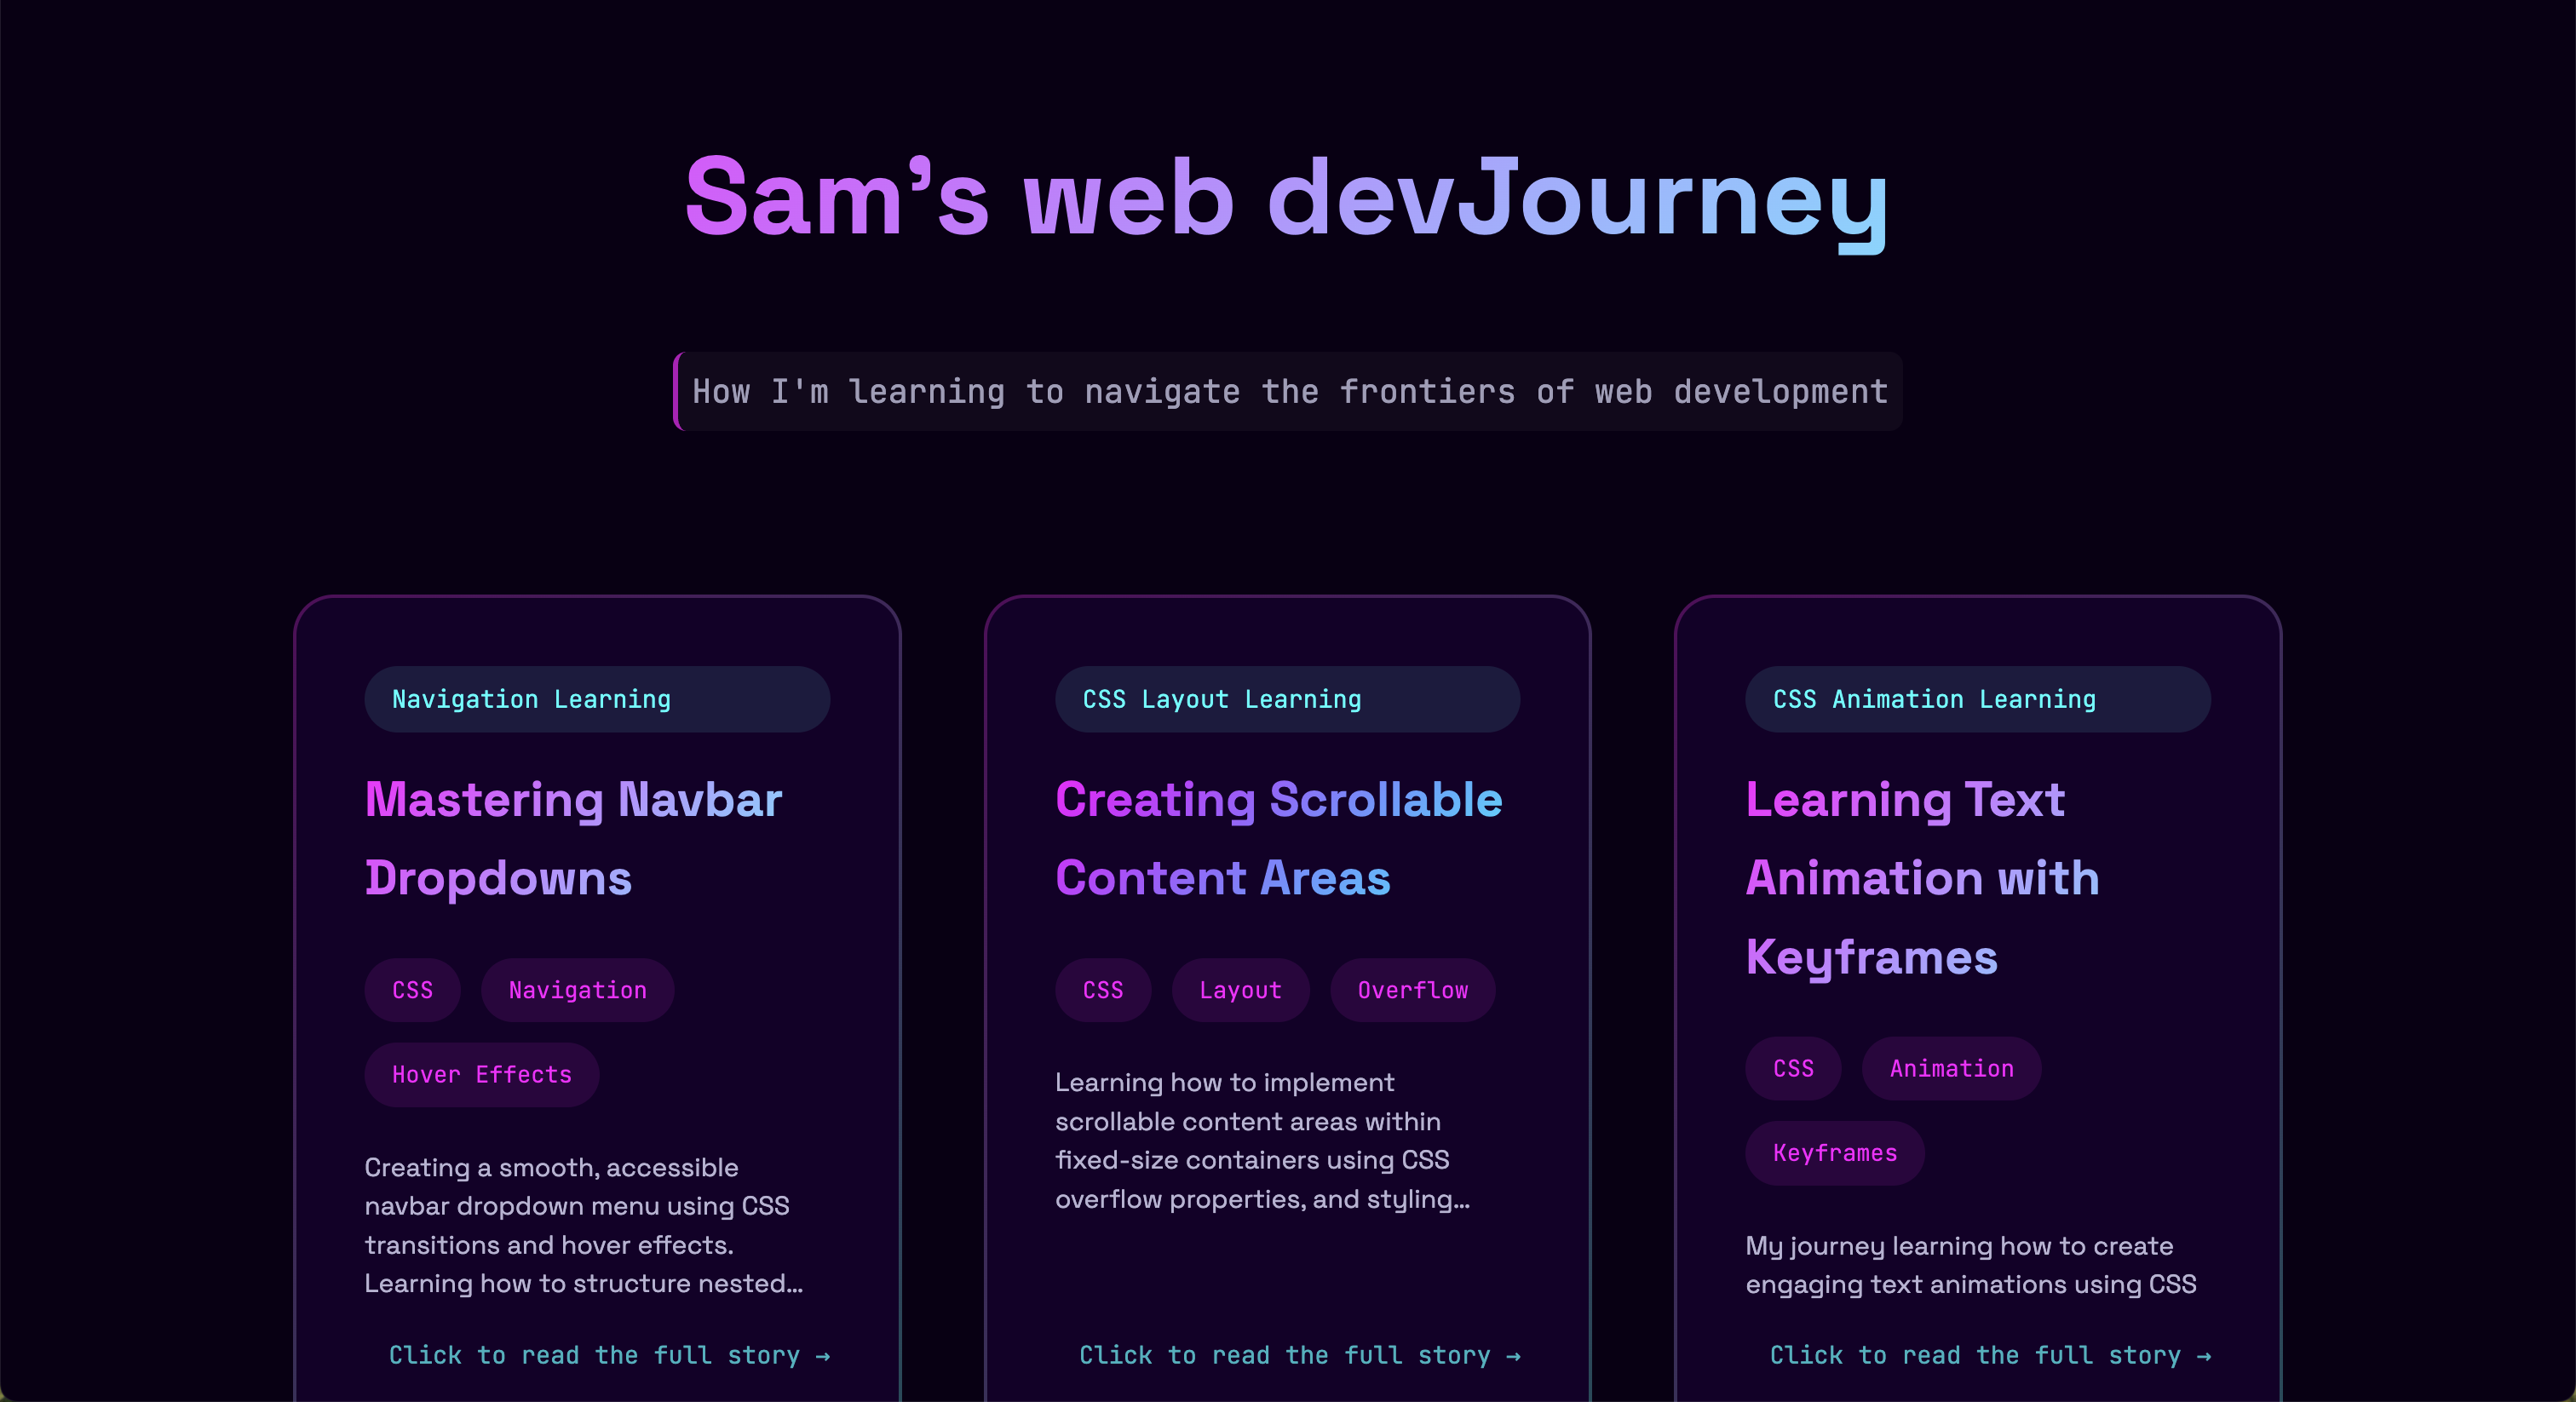 Sam’s web devJourney
How I'm learning to navigate the frontiers of web development
Navigation Learning
Mastering Navbar
Dropdowns
CSS
Navigation
Hover Effects
Creating a smooth, accessible
navbar dropdown menu using CSS
transitions and hover effects.
Learning how to structure nested...
Click to read the full story →
CSS Layout Learning
Creating Scrollable
Content Areas
CSS
Layout
Overflow
Learning how to implement
scrollable content areas within
fixed-size containers using CSS
overflow properties, and styling...
Click to read the full story →
CSS Animation Learning
Learning Text
Animation with
Keyframes
CSS
Animation
Keyframes
My journey learning how to create
engaging text animations using CSS
Click to read the full story →